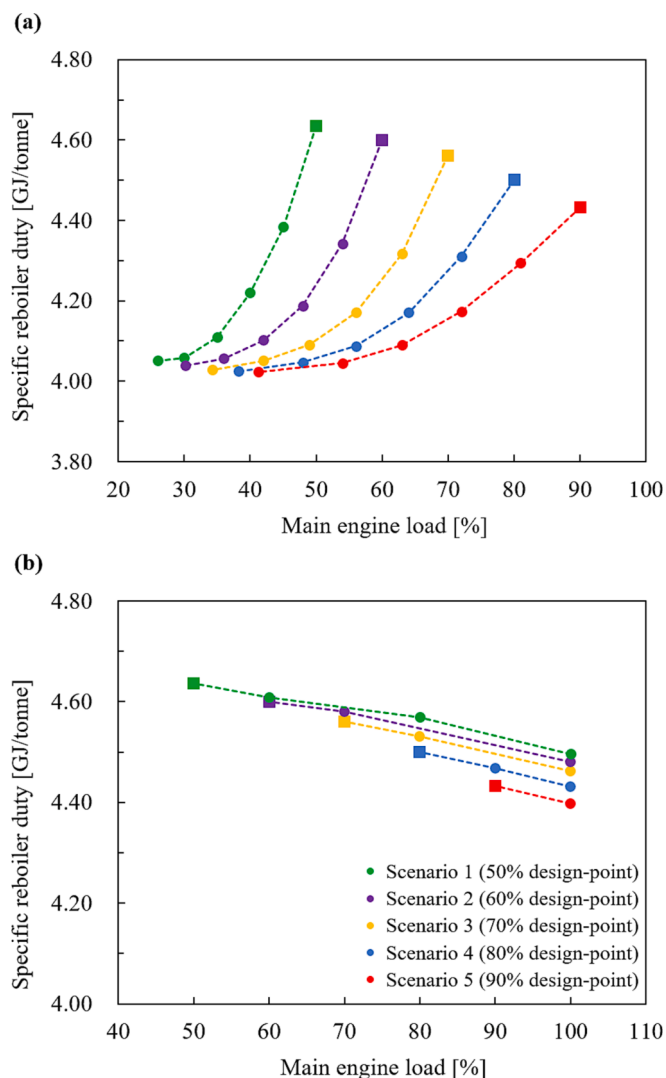 (a)
Specific reboiler duty [GJ/tonne]
4.80
4.60
4.40
4.20
4.00
3.80
20 30 40 50 60 70 80 90 100
Main engine load [%]
(b)
Specific reboiler duty [GJ/tonne]
4.80
4.60
4.40
4.20
4.00
Scenario 1 (50% design-point)
Scenario 2 (60% design-point)
Scenario 3 (70% design-point)
Scenario 4 (80% design-point)
Scenario 5 (90% design-point)
40 50 60 70 80 90 100 110
Main engine load [%]